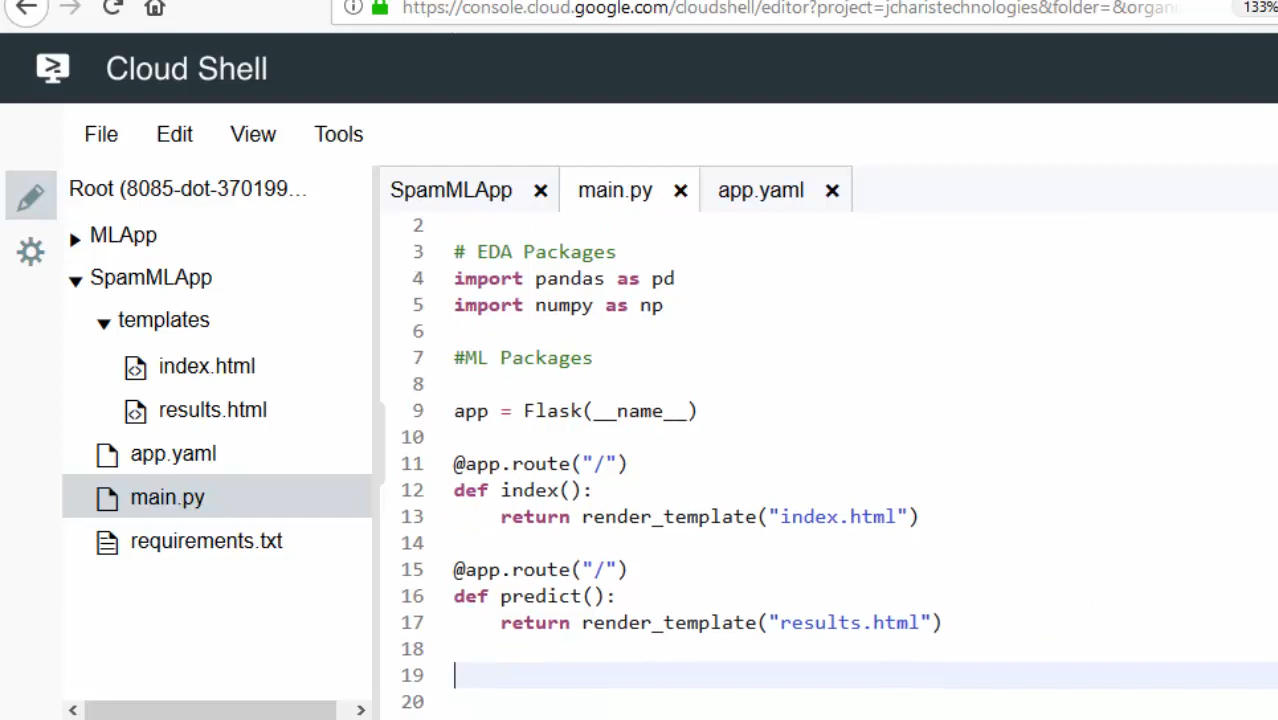 https://console.cloud.google.com/cloudshell/editor?project=jcharistechnologies&folder=&organ
133%
Cloud Shell
File Edit View Tools
Root (8085-dot-370199...
MLApp
SpamMLApp
templates
index.html
results.html
app.yaml
main.py
requirements.txt
SpamMLApp × main.py × app.yaml ×
2
3 # EDA Packages
4 import pandas as pd
5 import numpy as np
6
7 #ML Packages
8
9 app = Flask(__name__)
10
11 @app.route("/")
12 def index():
13     return render_template("index.html")
14
15 @app.route("/")
16 def predict():
17     return render_template("results.html")
18
19
20